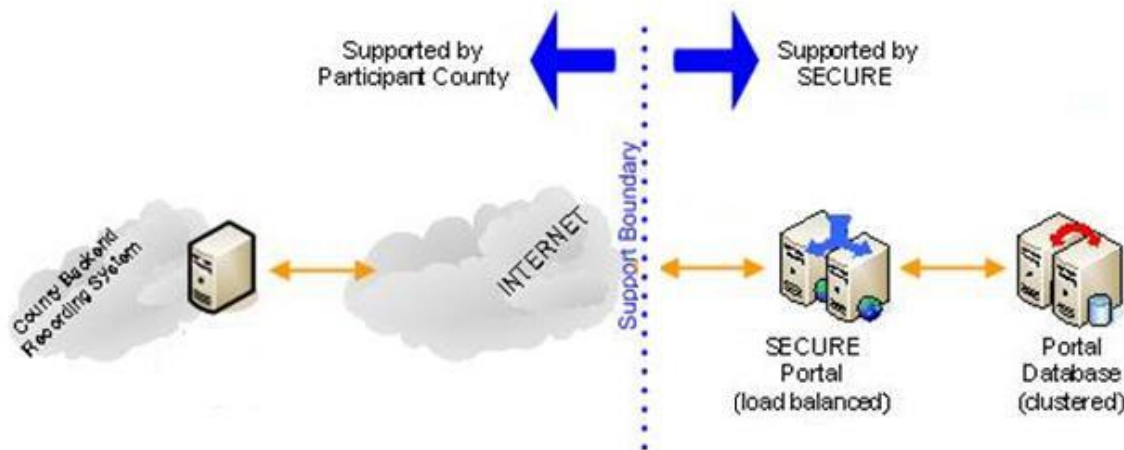 Supported by
Participant County
Supported by
SECURE
County Backend
Recording System
INTERNET
Support Boundary
SECURE
Portal
(load balanced)
Portal
Database
(clustered)